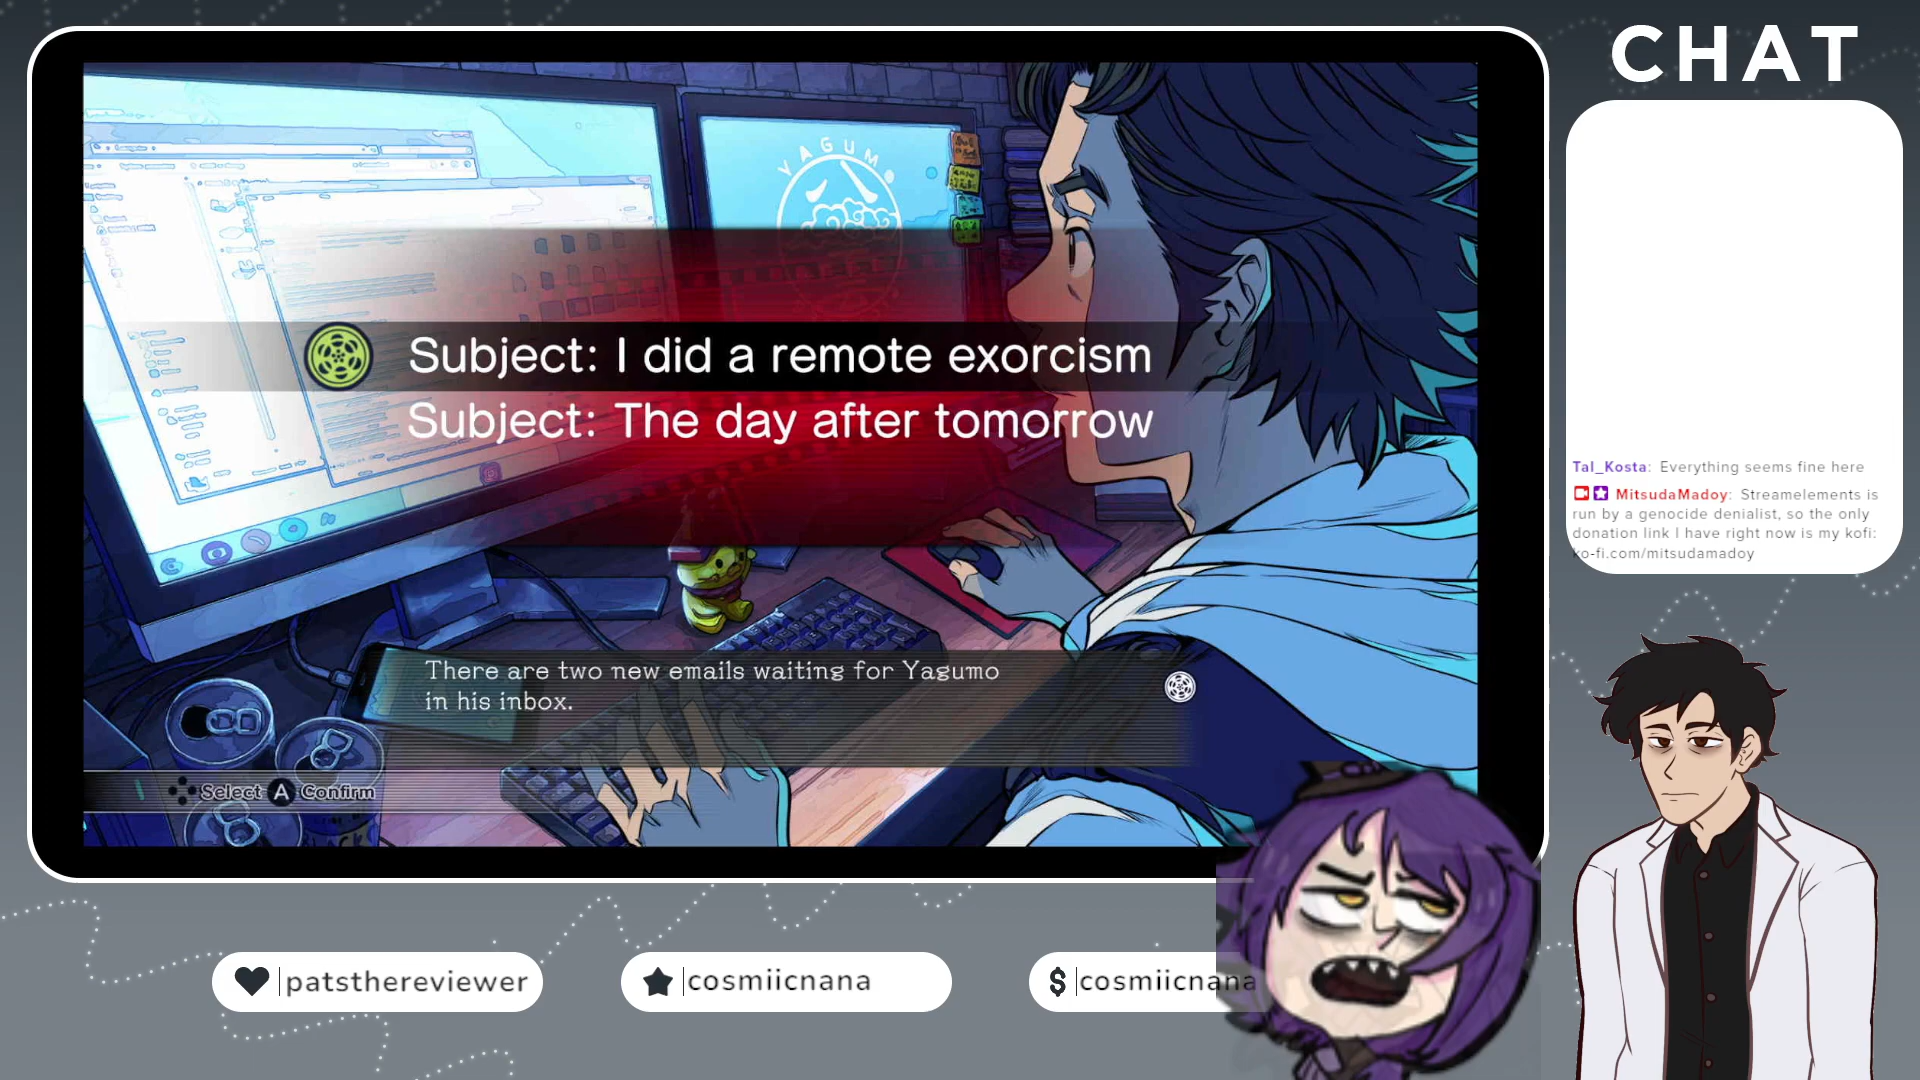 CHAT
YAGUMO
Subject: I did a remote exorcism
Subject: The day after tomorrow
There are two new emails waiting for Yagumo
in his inbox.
Select A Confirm
Tal_Kosta: Everything seems fine here
MitsudaMadoy: Streamelements is
run by a genocide denialist, so the only
donation link I have right now is my kofi:
ko-fi.com/mitsudamadoy
patsthereviewer
cosmiicnana
$ cosmiicnana